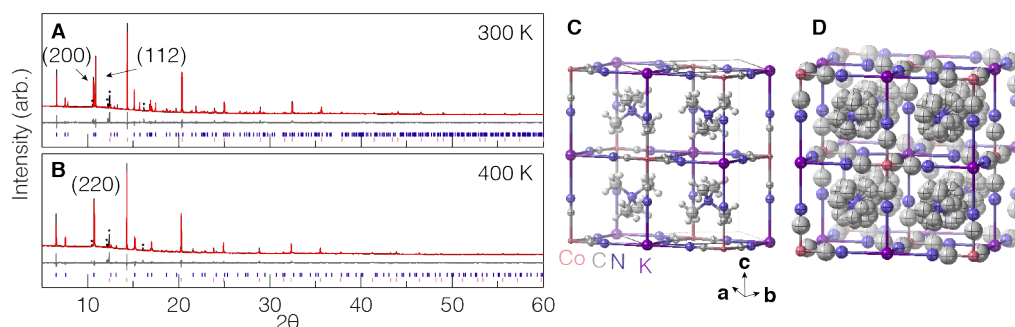 A
300 K
(200)
(112)
B
400 K
(220)
Intensity (arb.)
10
20
30
40
50
60
2θ
C
Co C N K
c
a
b
D